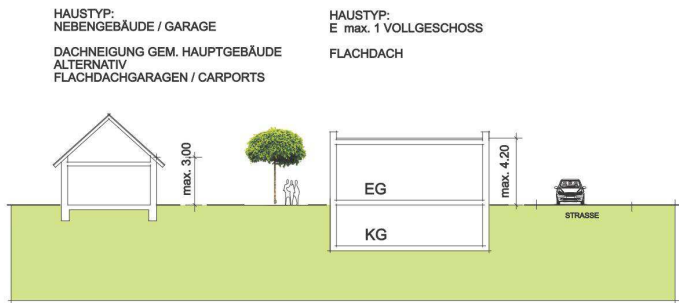 HAUSTYP:
NEBENGEBÄUDE / GARAGE
DACHNEIGUNG GEM. HAUPTGEBÄUDE
ALTERNATIV
FLACHDACHGARAGEN / CARPORTS
HAUSTYP:
E max. 1 VOLLGESCHOSS
FLACHDACH
max. 3.00
EG
KG
max. 4.20
STRASSE